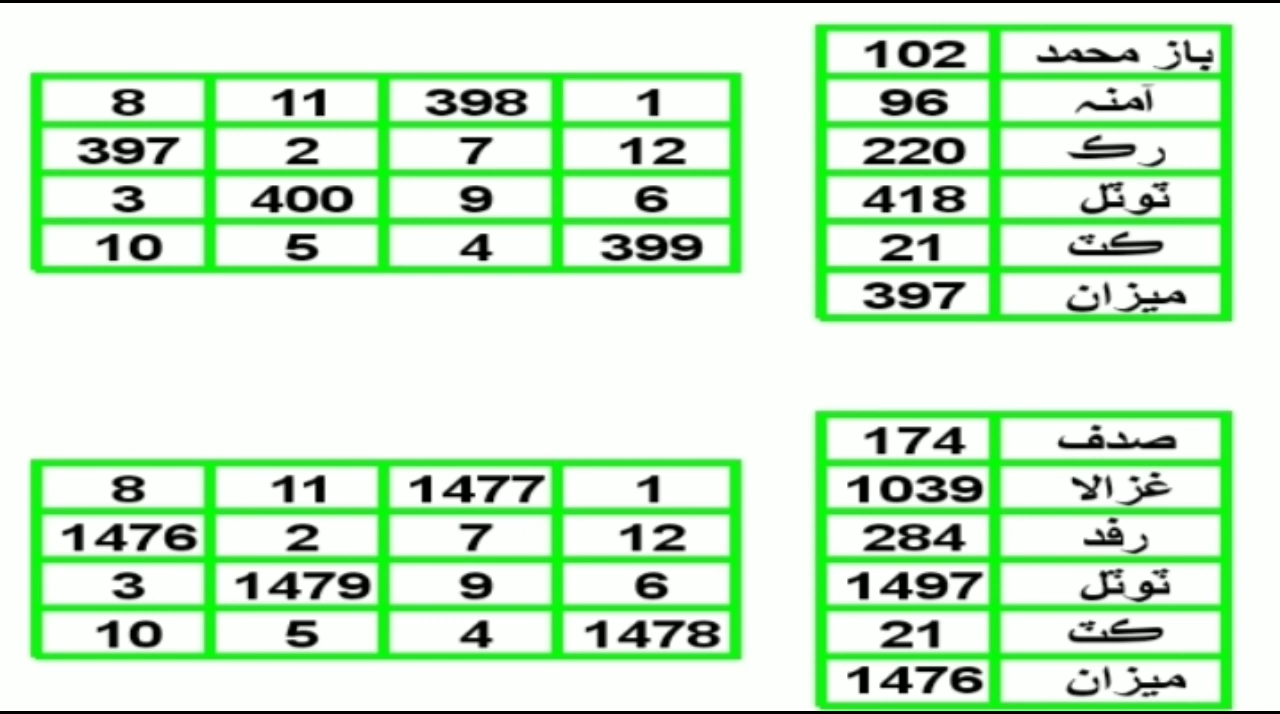 باز محمد 102
آمنہ 96
رک 220
ٹوٹل 418
کٹ 21
میزان 397
8 11 398 1
397 2 7 12
3 400 9 6
10 5 4 399
صدف 174
غزالا 1039
رفد 284
ٹوٹل 1497
کٹ 21
میزان 1476
8 11 1477 1
1476 2 7 12
3 1479 9 6
10 5 4 1478